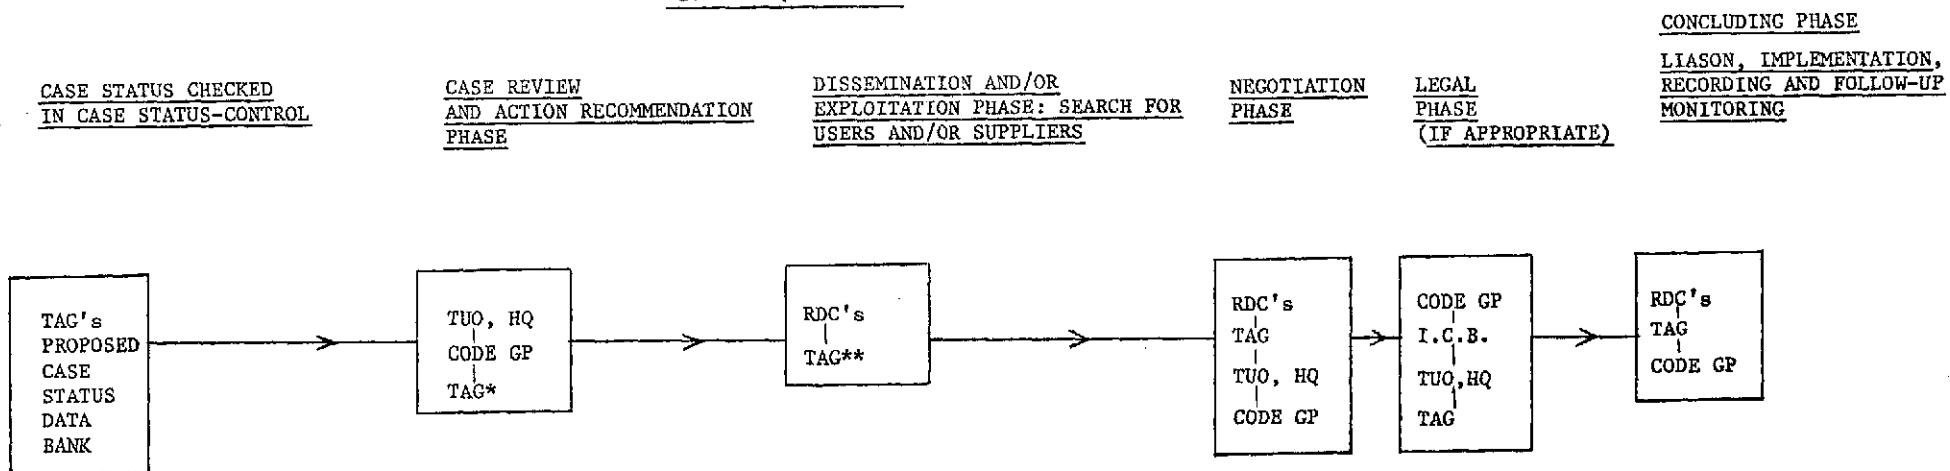 CASE STATUS CHECKED
IN CASE STATUS-CONTROL
CASE REVIEW
AND ACTION RECOMMENDATION
PHASE
DISSEMINATION AND/OR
EXPLOITATION PHASE: SEARCH FOR
USERS AND/OR SUPPLIERS
NEGOTIATION
PHASE
LEGAL
PHASE
(IF APPROPRIATE)
CONCLUDING PHASE
LIASON, IMPLEMENTATION,
RECORDING AND FOLLOW-UP
MONITORING
TAG's
PROPOSED
CASE
STATUS
DATA
BANK
TUO, HQ
CODE GP
TAG*
RDC's
TAG**
RDC's
TAG
TUO, HQ
CODE GP
CODE GP
I.C.B.
TUO,HQ
TAG
RDC's
TAG
CODE GP